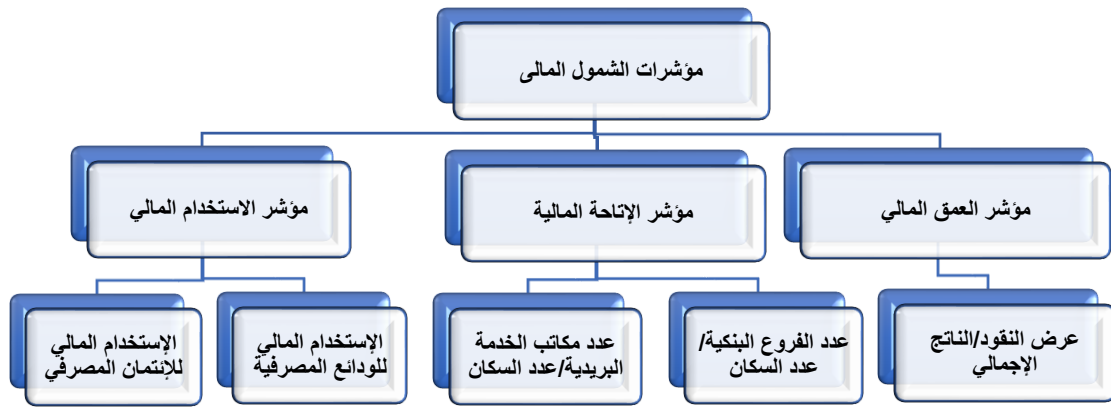 مؤشرات الشمول المالى
مؤشر العمق المالي
مؤشر الإتاحة المالية
مؤشر الاستخدام المالي
عرض النقود/الناتج
الإجمالي
عدد الفروع البنكية/
عدد السكان
عدد مكاتب الخدمة
البريدية/عدد السكان
الإستخدام المالي
للودائع المصرفية
الإستخدام المالي
للإئتمان المصرفي